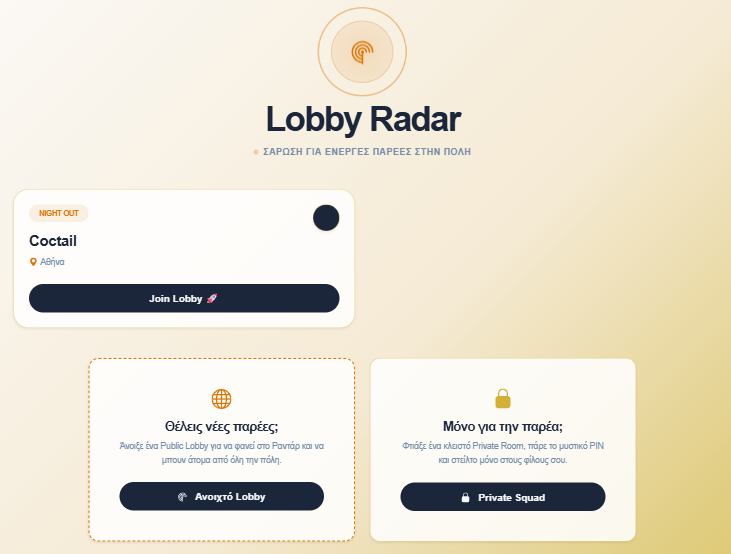 Lobby Radar
ΣΑΡΩΣΗ ΓΙΑ ΕΝΕΡΓΕΣ ΠΑΡΕΕΣ ΣΤΗΝ ΠΟΛΗ
NIGHT OUT
Coctail
Αθήνα
Join Lobby 🚀
Θέλεις νέες παρέες;
Άνοιξε ένα Public Lobby για να φανεί στο Ραντάρ και να
μπουν άτομα από όλη την πόλη.
Ανοιχτό Lobby
Μόνο για την παρέα;
Φτιάξε ένα κλειστό Private Room, πάρε το μυστικό PIN
και στείλτο μόνο στους φίλους σου.
Private Squad